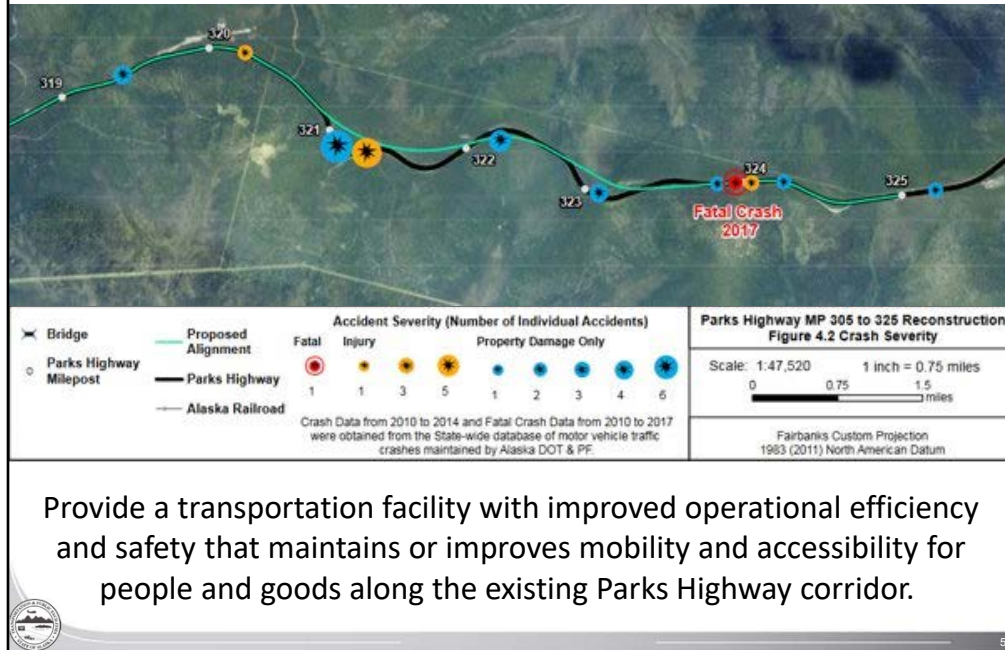 320
319
321
322
323
324
325
Fatal Crash
2017
Bridge
Parks Highway
Milepost
Proposed
Alignment
Parks Highway
Alaska Railroad
Accident Severity (Number of Individual Accidents)
Fatal Injury Property Damage Only
1 1 3 5 1 2 3 4 6
Crash Data from 2010 to 2014 and Fatal Crash Data from 2010 to 2017
were obtained from the State-wide database of motor vehicle traffic
crashes maintained by Alaska DOT & PF.
Parks Highway MP 305 to 325 Reconstruction
Figure 4.2 Crash Severity
Scale: 1:47,520 1 inch = 0.75 miles
0 0.75 1.5
miles
Fairbanks Custom Projection
1983 (2011) North American Datum
Provide a transportation facility with improved operational efficiency
and safety that maintains or improves mobility and accessibility for
people and goods along the existing Parks Highway corridor.
5